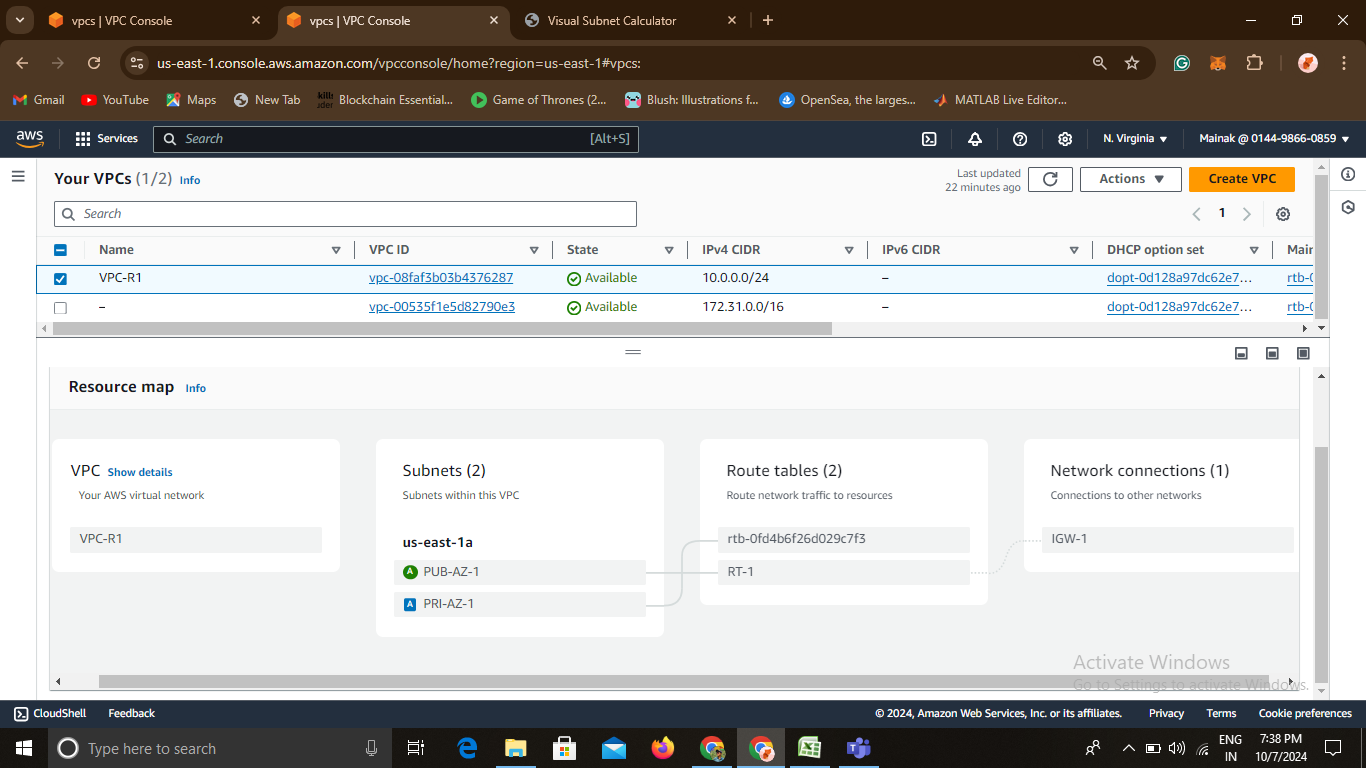 vpcs | VPC Console
vpcs | VPC Console
Visual Subnet Calculator
us-east-1.console.aws.amazon.com/vpcconsole/home?region=us-east-1#vpcs:
Gmail YouTube Maps New Tab Blockchain Essential... Game of Thrones (2... Blush: Illustrations f... OpenSea, the larges... MATLAB Live Editor...
aws Services Search [Alt+S] N. Virginia Mainak @ 0144-9866-0859
Your VPCs (1/2) Info
Last updated
22 minutes ago
Actions
Create VPC
Search
1
Name VPC ID State IPv4 CIDR IPv6 CIDR DHCP option set Main
VPC-R1 vpc-08faf3b03b4376287 Available 10.0.0.0/24 – dopt-0d128a97dc62e7... rtb-0
– vpc-00535f1e5d82790e3 Available 172.31.0.0/16 – dopt-0d128a97dc62e7... rtb-0
Resource map Info
VPC Show details
Your AWS virtual network
VPC-R1
Subnets (2)
Subnets within this VPC
us-east-1a
A PUB-AZ-1
A PRI-AZ-1
Route tables (2)
Route network traffic to resources
rtb-0fd4b6f26d029c7f3
RT-1
Network connections (1)
Connections to other networks
IGW-1
Activate Windows
Go to Settings to activate Windows.
CloudShell Feedback © 2024, Amazon Web Services, Inc. or its affiliates. Privacy Terms Cookie preferences
Type here to search
ENG
IN
7:38 PM
10/7/2024